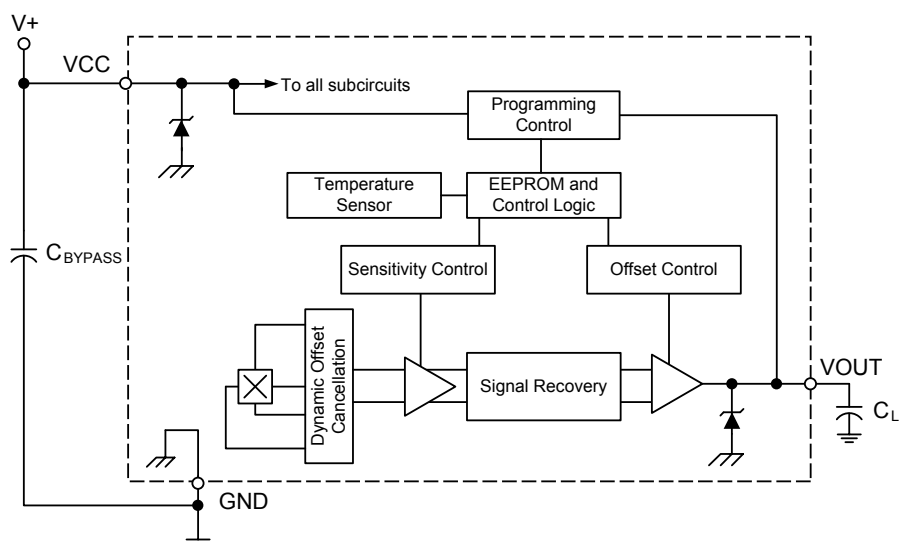 V+
VCC
To all subcircuits
Programming
Control
Temperature
Sensor
EEPROM and
Control Logic
CBYPASS
Sensitivity Control
Offset Control
Dynamic Offset
Cancellation
Signal Recovery
VOUT
CL
GND